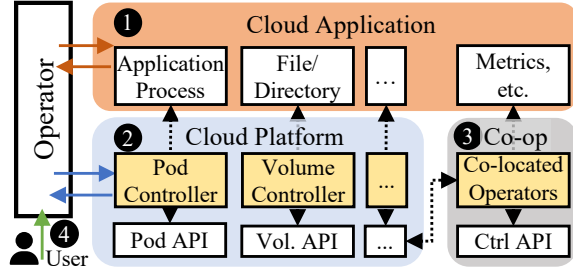 1
Cloud Application
Operator
Application
Process
File/
Directory
...
Metrics,
etc.
2
Cloud Platform
3
Co-op
Pod
Controller
Volume
Controller
...
Co-located
Operators
4
User
Pod API
Vol. API
...
Ctrl API